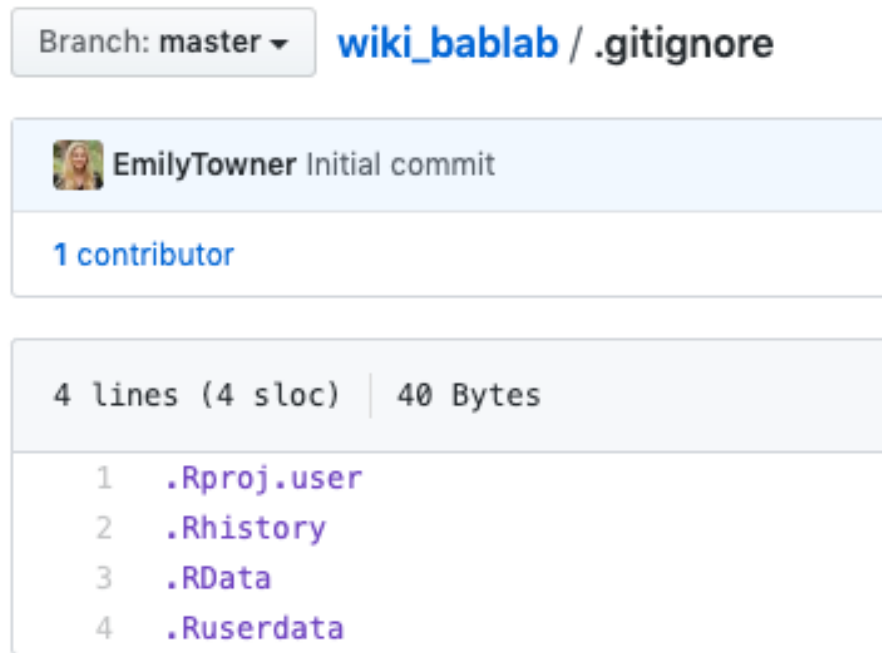 Branch: master wiki_bablab / .gitignore
EmilyTowner Initial commit
1 contributor
4 lines (4 sloc) 40 Bytes
1 .Rproj.user
2 .Rhistory
3 .RData
4 .Ruserdata